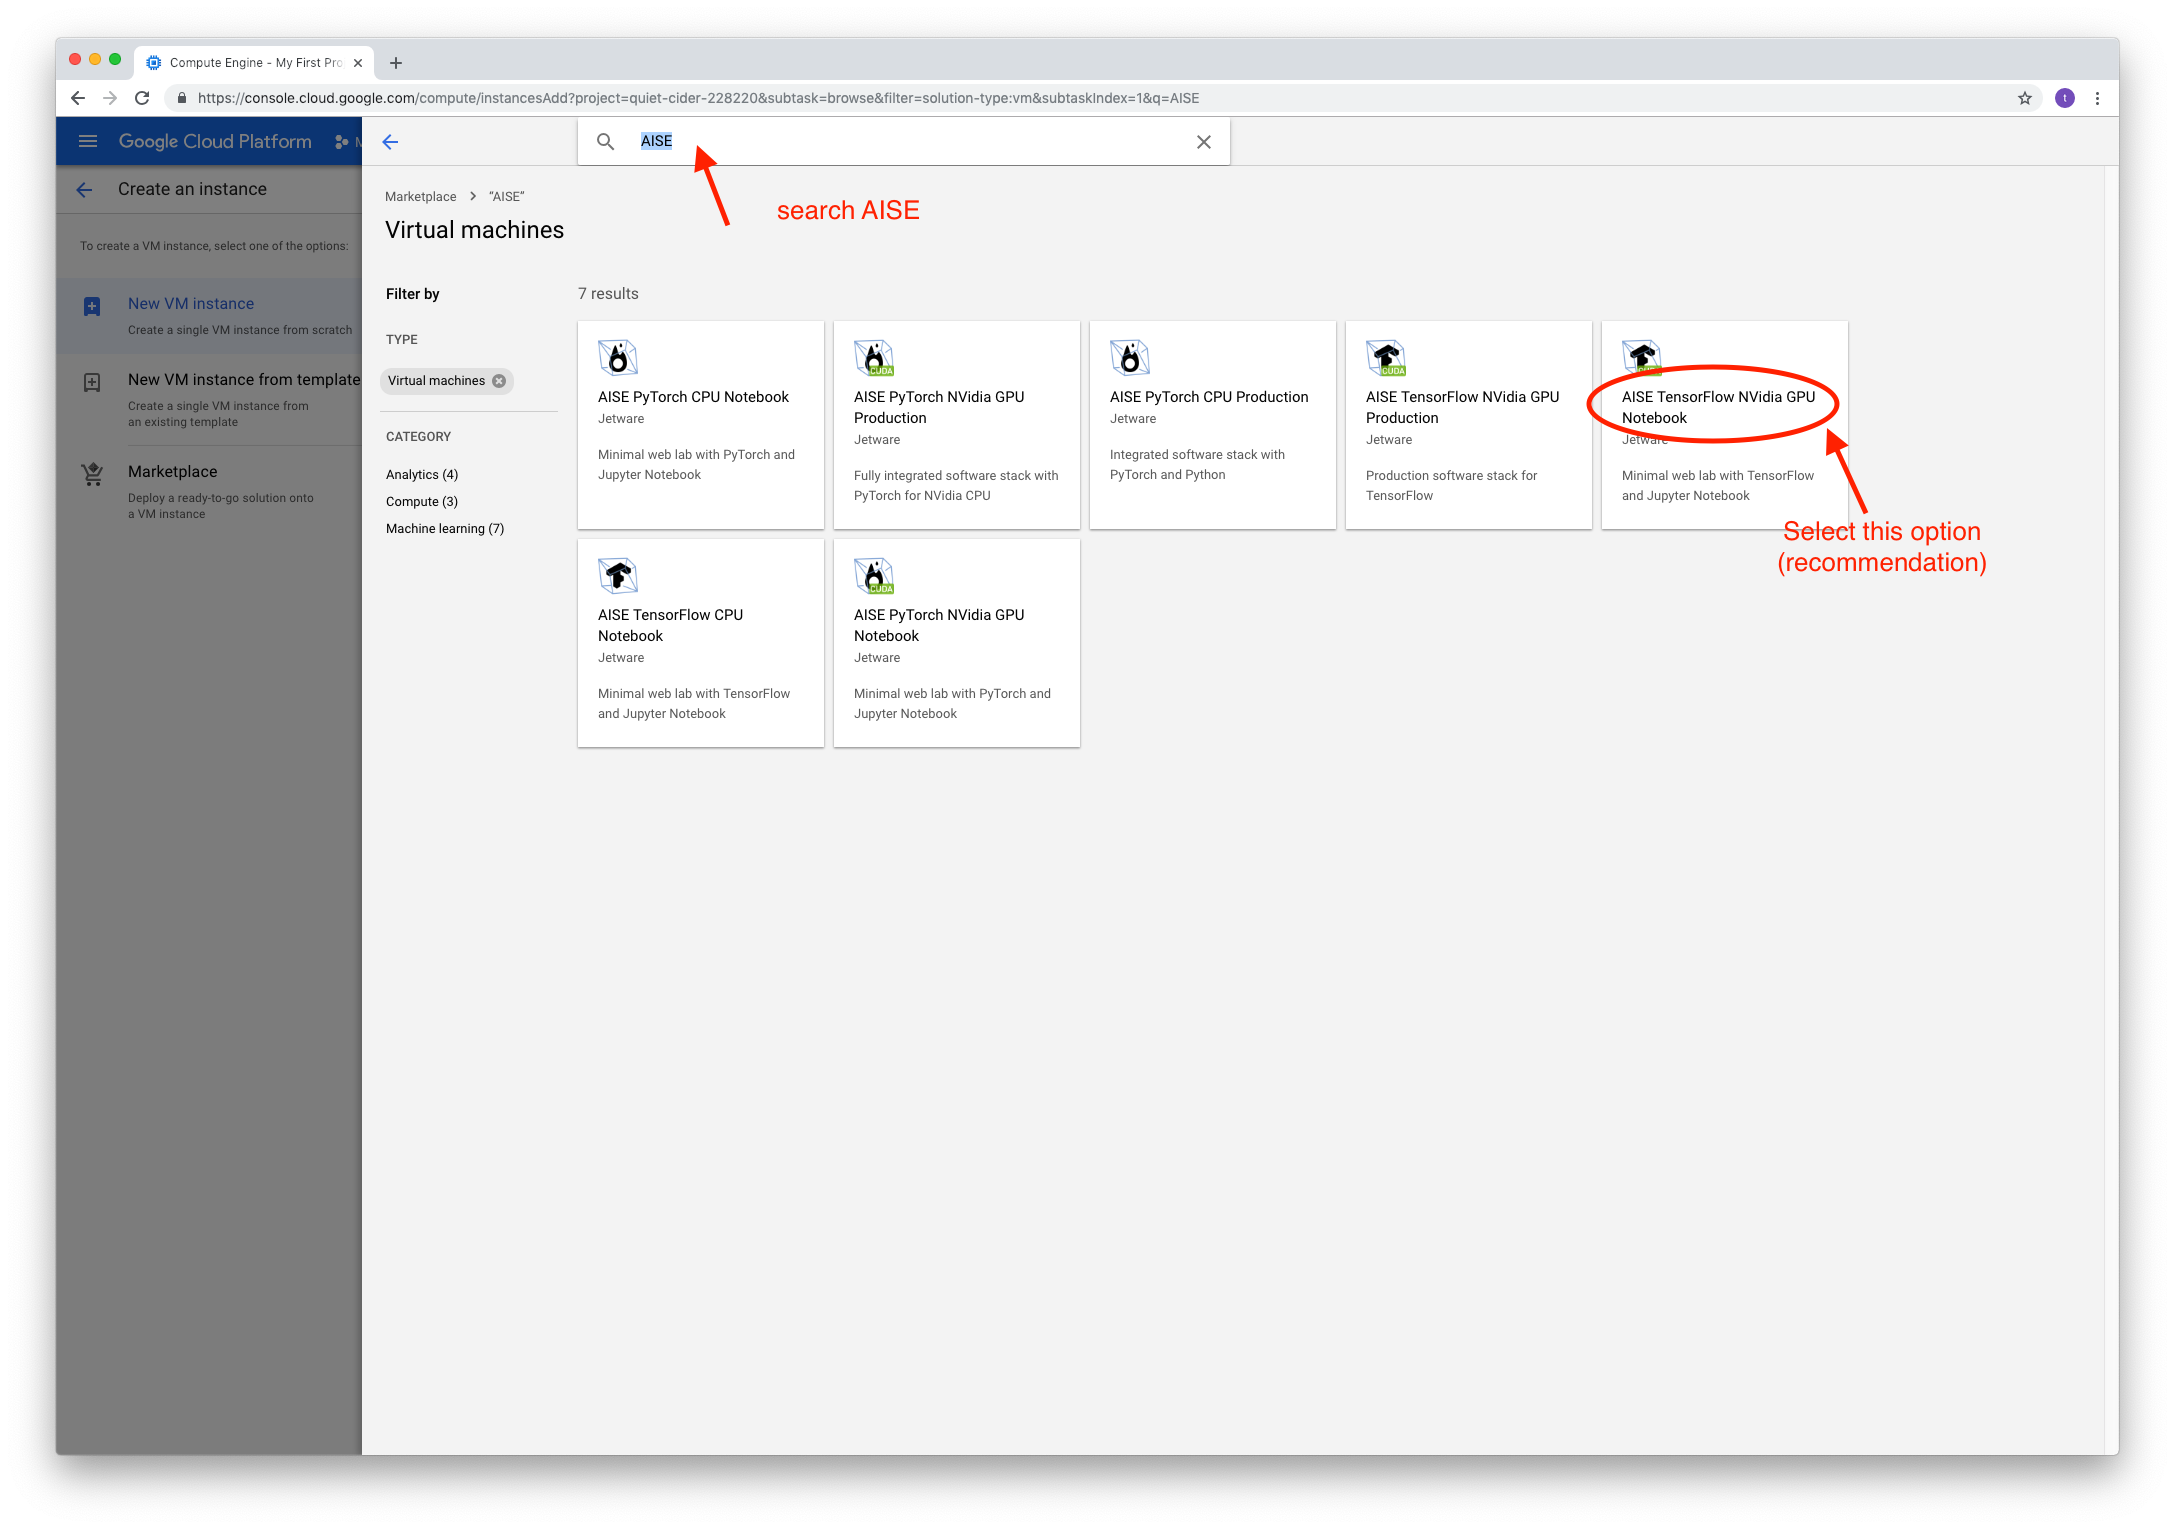 Compute Engine - My First Pro
https://console.cloud.google.com/compute/instancesAdd?project=quiet-cider-228220&subtask=browse&filter=solution-type:vm&subtaskIndex=1&q=AISE
t
Google Cloud Platform
M
AISE
Create an instance
To create a VM instance, select one of the options:
New VM instance
Create a single VM instance from scratch
New VM instance from template
Create a single VM instance from
an existing template
Marketplace
Deploy a ready-to-go solution onto
a VM instance
Marketplace > "AISE"
search AISE
Virtual machines
Filter by
TYPE
Virtual machines
CATEGORY
Analytics (4)
Compute (3)
Machine learning (7)
7 results
AISE PyTorch CPU Notebook
Jetware
Minimal web lab with PyTorch and
Jupyter Notebook
CUDA
AISE PyTorch NVidia GPU
Production
Jetware
Fully integrated software stack with
PyTorch for NVidia CPU
AISE PyTorch CPU Production
Jetware
Integrated software stack with
PyTorch and Python
CUDA
AISE TensorFlow NVidia GPU
Production
Jetware
Production software stack for
TensorFlow
AISE TensorFlow NVidia GPU
Notebook
Jetware
Minimal web lab with TensorFlow
and Jupyter Notebook
Select this option
(recommendation)
AISE TensorFlow CPU
Notebook
Jetware
Minimal web lab with TensorFlow
and Jupyter Notebook
CUDA
AISE PyTorch NVidia GPU
Notebook
Jetware
Minimal web lab with PyTorch and
Jupyter Notebook